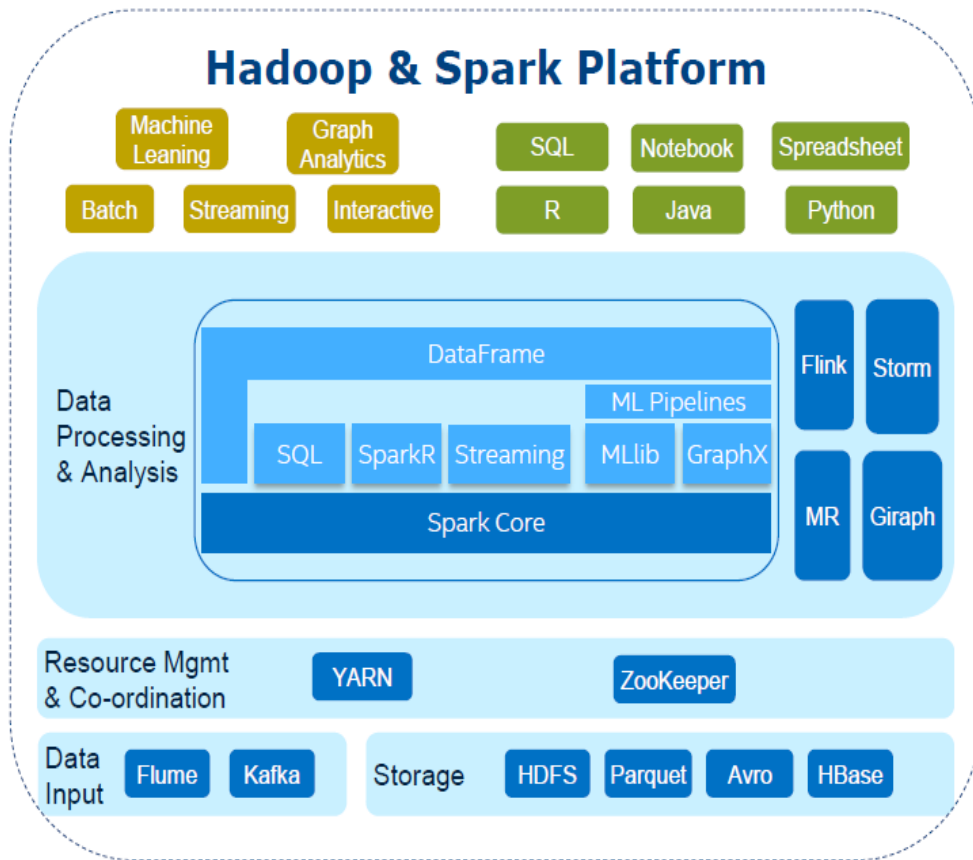 Hadoop & Spark Platform
Machine
Leaning
Graph
Analytics
SQL
Notebook
Spreadsheet
Batch
Streaming
Interactive
R
Java
Python
Data
Processing
& Analysis
DataFrame
ML Pipelines
SQL
SparkR
Streaming
MLlib
GraphX
Spark Core
Flink
Storm
MR
Giraph
Resource Mgmt
& Co-ordination
YARN
ZooKeeper
Data
Input
Flume
Kafka
Storage
HDFS
Parquet
Avro
HBase